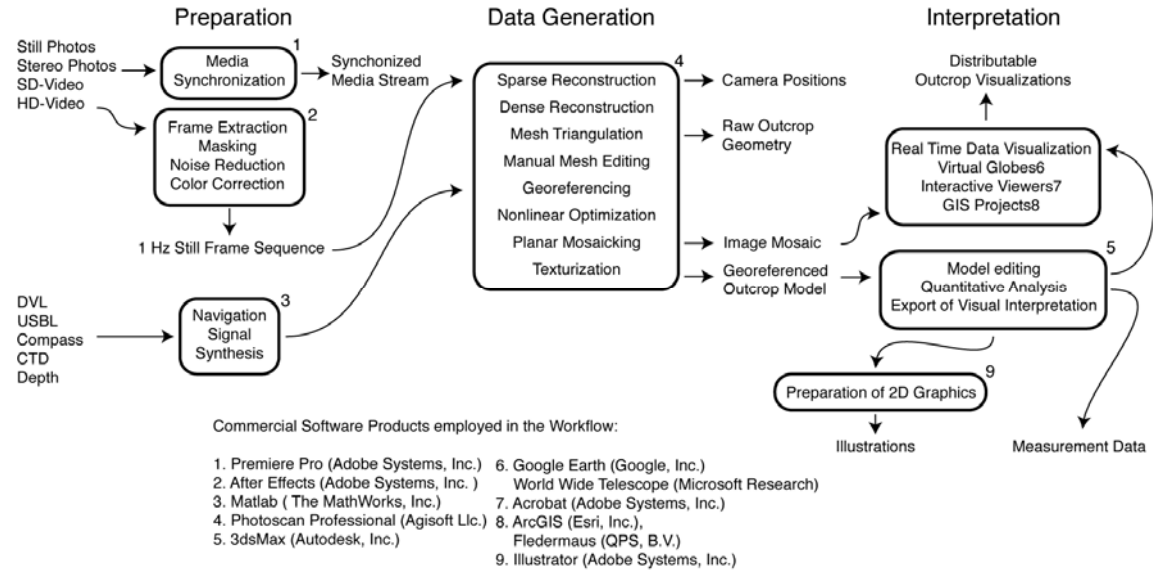 Preparation
Data Generation
Interpretation
Still Photos
Stereo Photos
SD-Video
HD-Video
1
Media
Synchronization
Synchonized
Media Stream
2
Frame Extraction
Masking
Noise Reduction
Color Correction
1 Hz Still Frame Sequence
DVL
USBL
Compass
CTD
Depth
3
Navigation
Signal
Synthesis
4
Sparse Reconstruction
Dense Reconstruction
Mesh Triangulation
Manual Mesh Editing
Georeferencing
Nonlinear Optimization
Planar Mosaicking
Texturization
Camera Positions
Raw Outcrop
Geometry
Image Mosaic
Georeferenced
Outcrop Model
Distributable
Outcrop Visualizations
Real Time Data Visualization
Virtual Globes6
Interactive Viewers7
GIS Projects8
5
Model editing
Quantitative Analysis
Export of Visual Interpretation
9
Preparation of 2D Graphics
Illustrations
Measurement Data
Commercial Software Products employed in the Workflow:
1. Premiere Pro (Adobe Systems, Inc.)
2. After Effects (Adobe Systems, Inc. )
3. Matlab ( The MathWorks, Inc.)
4. Photoscan Professional (Agisoft Llc.)
5. 3dsMax (Autodesk, Inc.)
6. Google Earth (Google, Inc.)
World Wide Telescope (Microsoft Research)
7. Acrobat (Adobe Systems, Inc.)
8. ArcGIS (Esri, Inc.),
Fledermaus (QPS, B.V.)
9. Illustrator (Adobe Systems, Inc.)